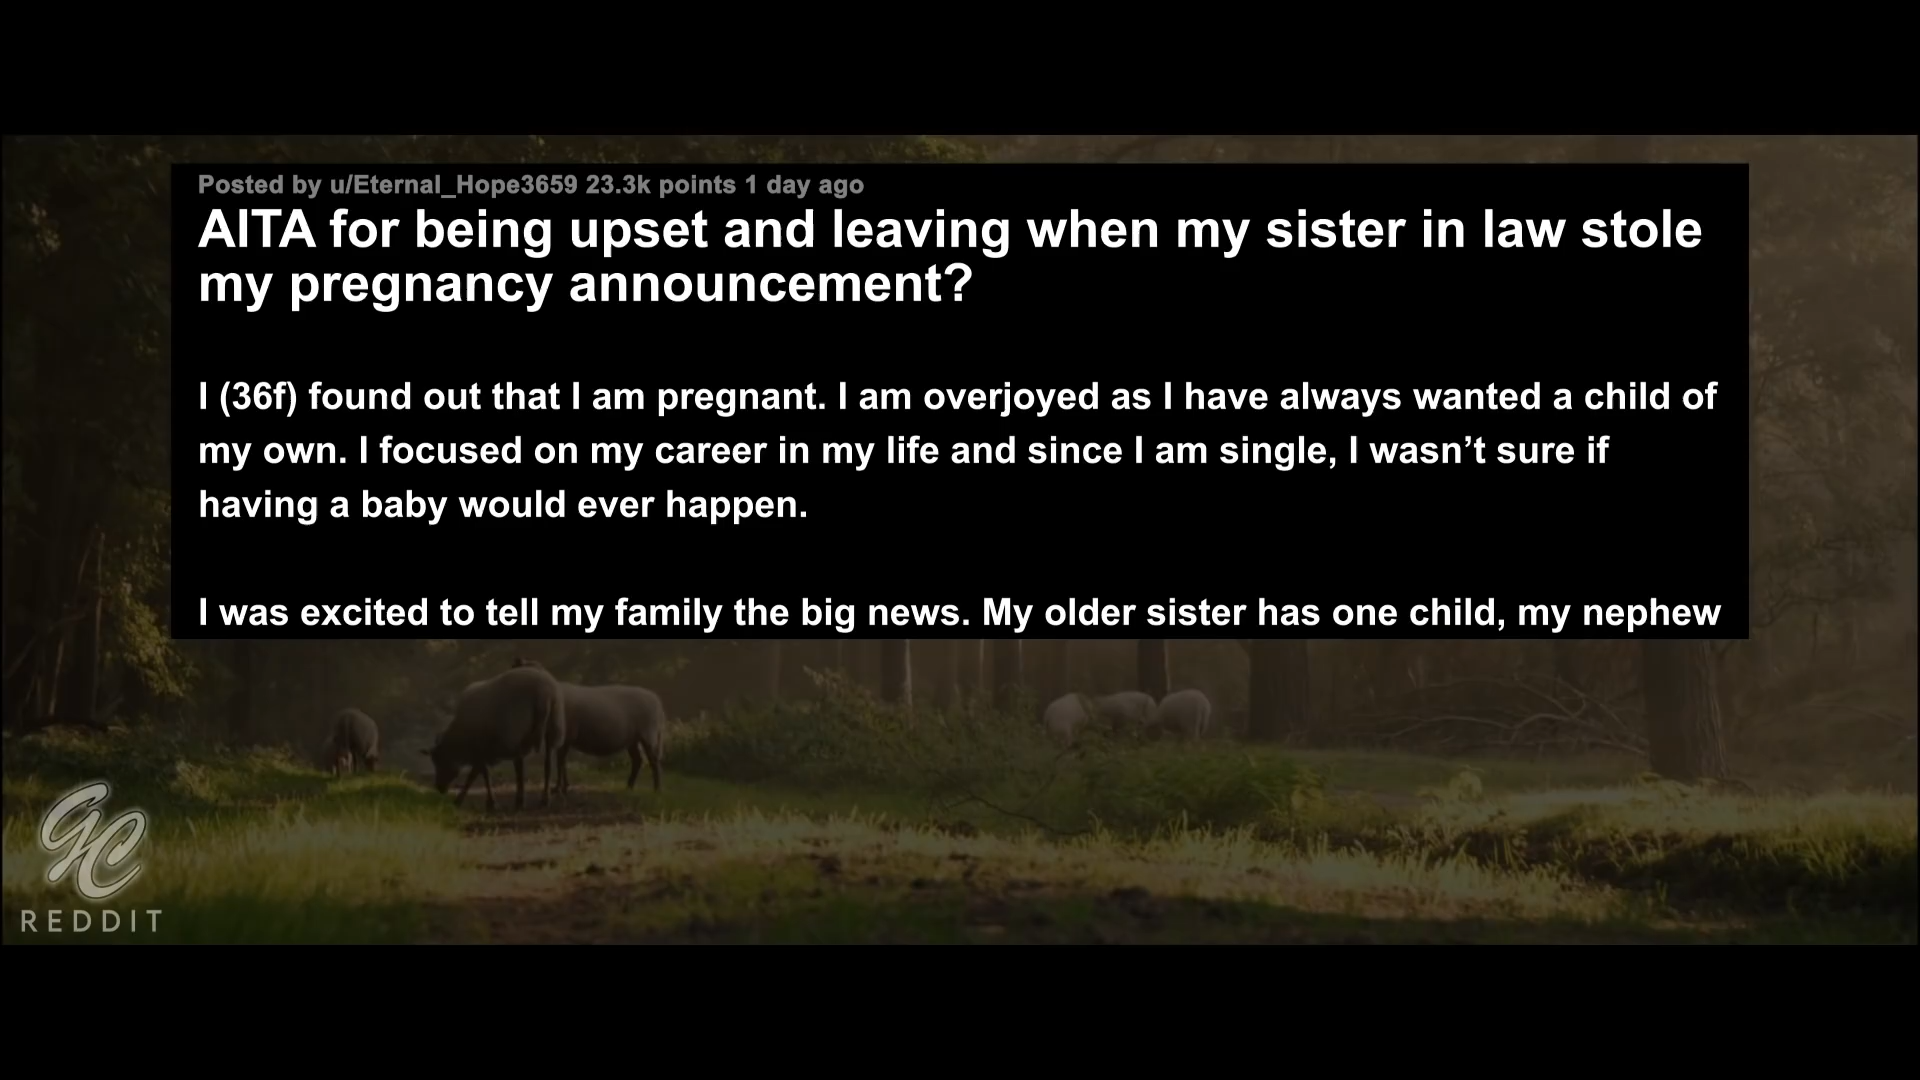 Posted by u/Eternal_Hope3659 23.3k points 1 day ago
AITA for being upset and leaving when my sister in law stole
my pregnancy announcement?
I (36f) found out that I am pregnant. I am overjoyed as I have always wanted a child of
my own. I focused on my career in my life and since I am single, I wasn’t sure if
having a baby would ever happen.
I was excited to tell my family the big news. My older sister has one child, my nephew
GC
REDDIT